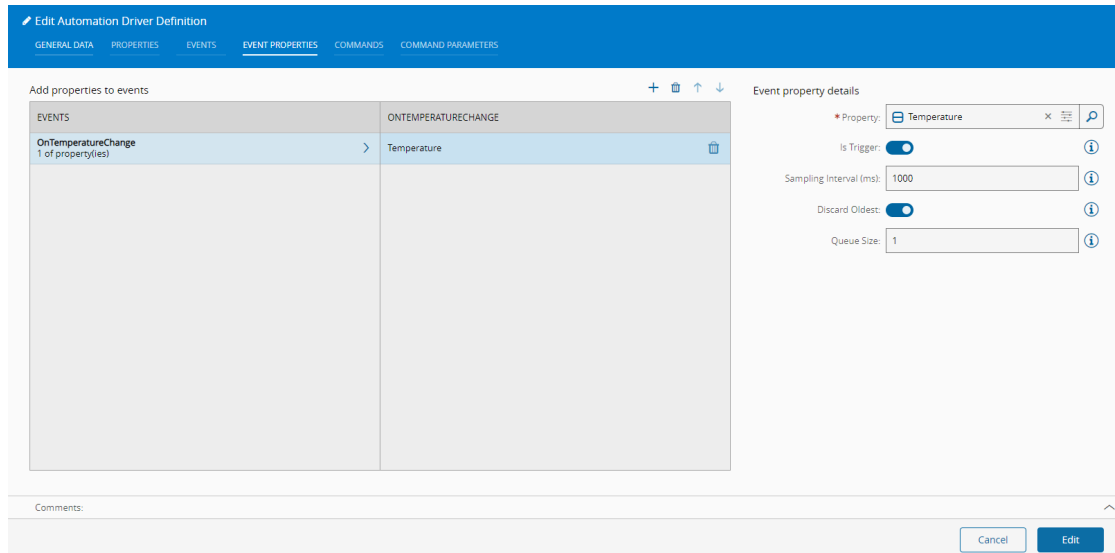 Edit Automation Driver Definition
GENERAL DATA PROPERTIES EVENTS EVENT PROPERTIES COMMANDS COMMAND PARAMETERS
Add properties to events
EVENTS ONTEMPERATURECHANGE
OnTemperatureChange
1 of property(ies)
Temperature
Event property details
* Property: Temperature
Is Trigger:
Sampling Interval (ms): 1000
Discard Oldest:
Queue Size: 1
Comments:
Cancel Edit